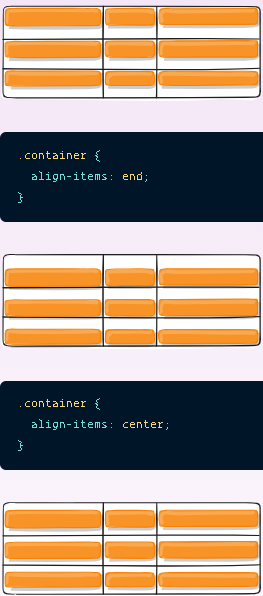 .container {
align-items: end;
}
.container {
align-items: center;
}